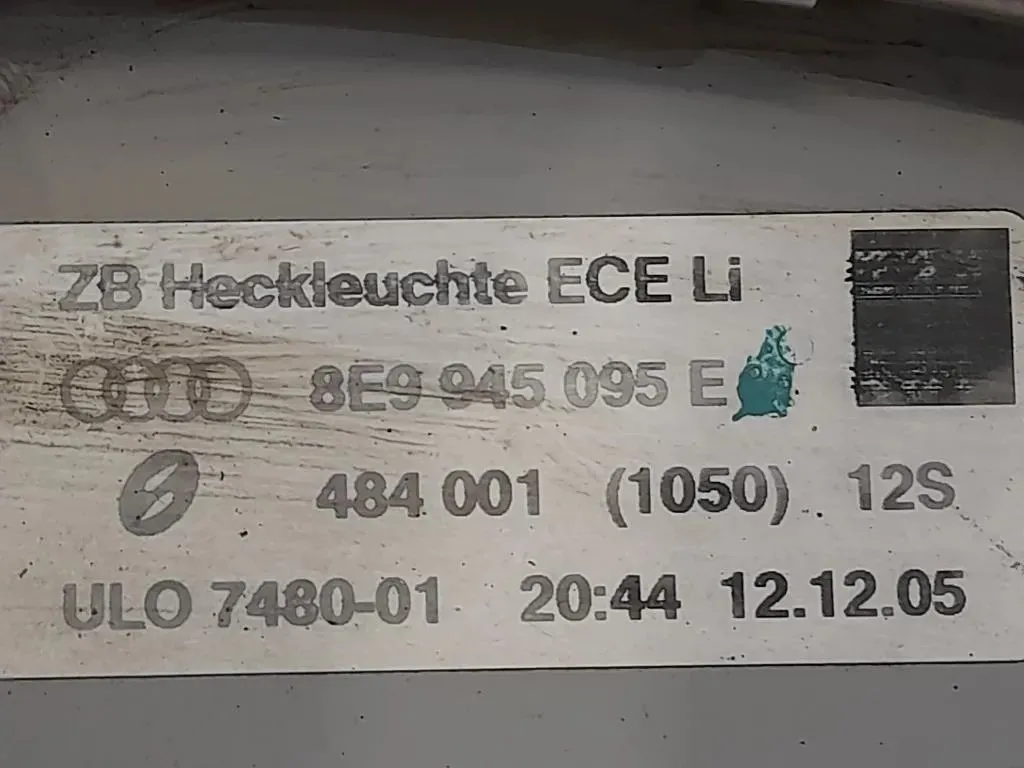 ZB Heckleuchte ECE Li
8E9 945 095 E
484 001 (1050) 12S
ULO 7480-01 20:44 12.12.05